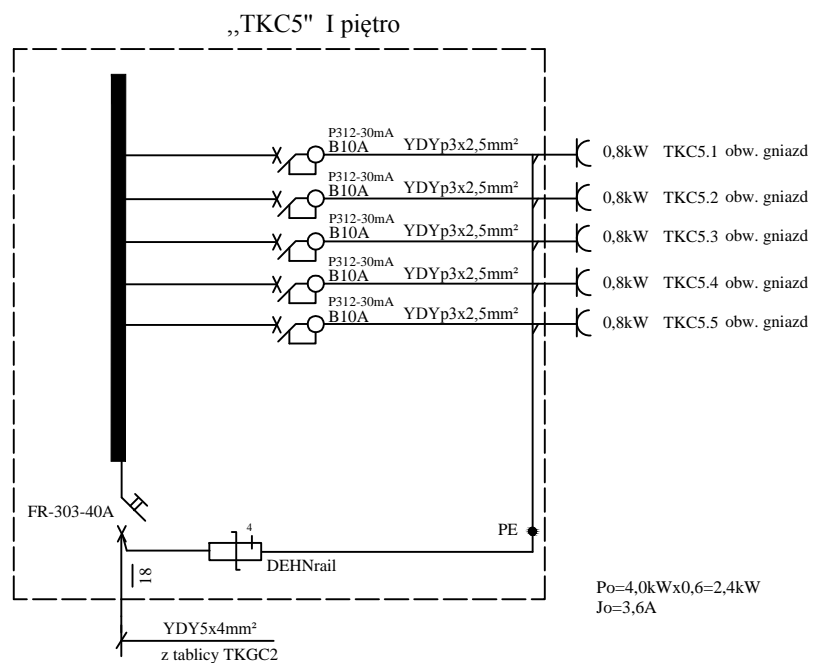 ,,TKC5" I piętro
P312-30mA
B10A YDYp3x2,5mm² 0,8kW TKC5.1 obw. gniazd
P312-30mA
B10A YDYp3x2,5mm² 0,8kW TKC5.2 obw. gniazd
P312-30mA
B10A YDYp3x2,5mm² 0,8kW TKC5.3 obw. gniazd
P312-30mA
B10A YDYp3x2,5mm² 0,8kW TKC5.4 obw. gniazd
P312-30mA
B10A YDYp3x2,5mm² 0,8kW TKC5.5 obw. gniazd
FR-303-40A
4
PE
DEHNrail
18
Po=4,0kWx0,6=2,4kW
Jo=3,6A
YDY5x4mm²
z tablicy TKGC2